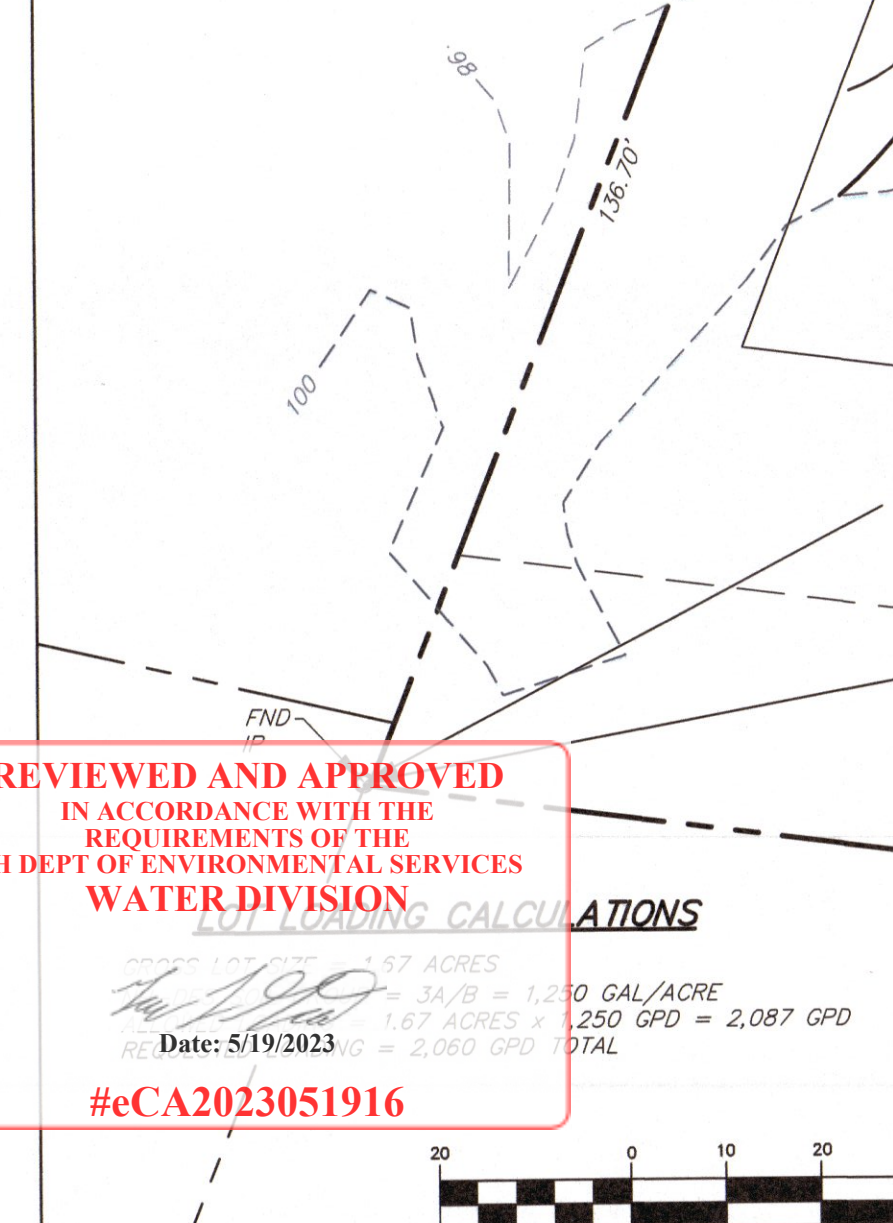 98
136.70'
100
FND
IP
REVIEWED AND APPROVED
IN ACCORDANCE WITH THE
REQUIREMENTS OF THE
H DEPT OF ENVIRONMENTAL SERVICES
WATER DIVISION
LOT LOADING CALCULATIONS
GROSS LOT SIZE = 1.67 ACRES
= 3A/B = 1,250 GAL/ACRE
= 1.67 ACRES x 1,250 GPD = 2,087 GPD
Date: 5/19/2023
REQUESTED LOADING = 2,060 GPD TOTAL
#eCA2023051916
20 0 10 20